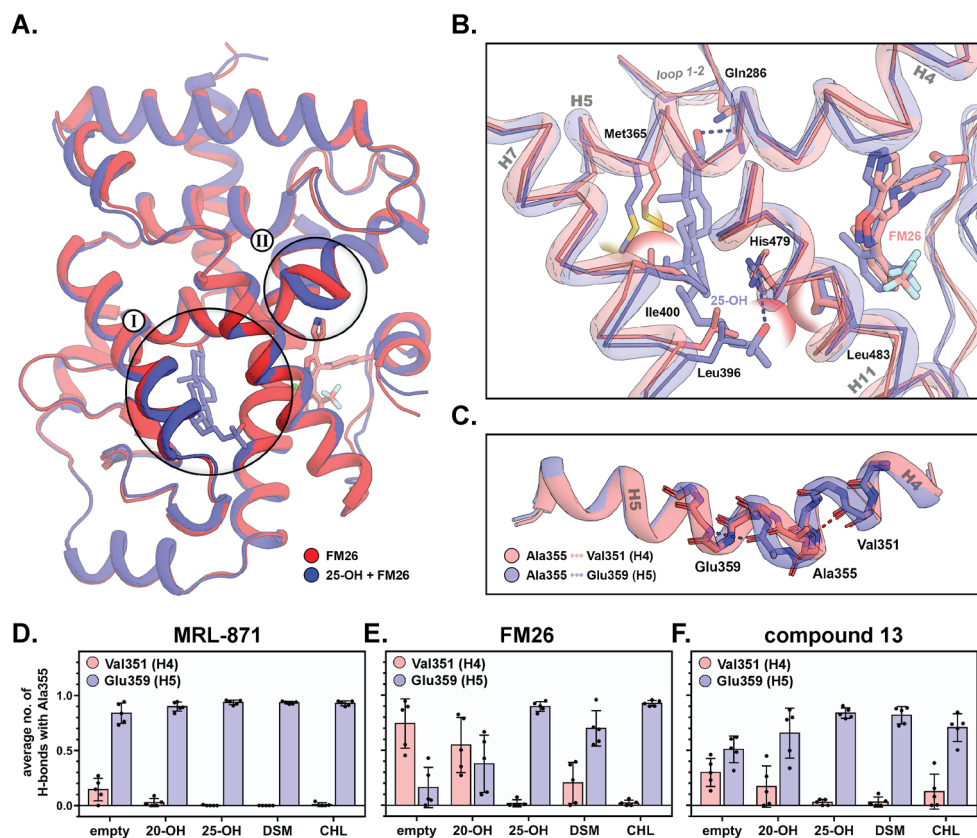 A.
II
I
FM26
25-OH + FM26
B.
loop 1-2
Gln286
H4
H5
Met365
H7
His479
FM26
25-OH
Ile400
Leu396
Leu483
H11
C.
H5
H4
Val351
Glu359
Ala355
Ala355 Val351 (H4)
Ala355 Glu359 (H5)
D. MRL-871
E. FM26
F. compound 13
Val351 (H4)
Glu359 (H5)
Val351 (H4)
Glu359 (H5)
Val351 (H4)
Glu359 (H5)
average no. of
H-bonds with Ala355
1.0
0.5
0.0
empty 20-OH 25-OH DSM CHL
1.0
0.5
0.0
empty 20-OH 25-OH DSM CHL
1.0
0.5
0.0
empty 20-OH 25-OH DSM CHL